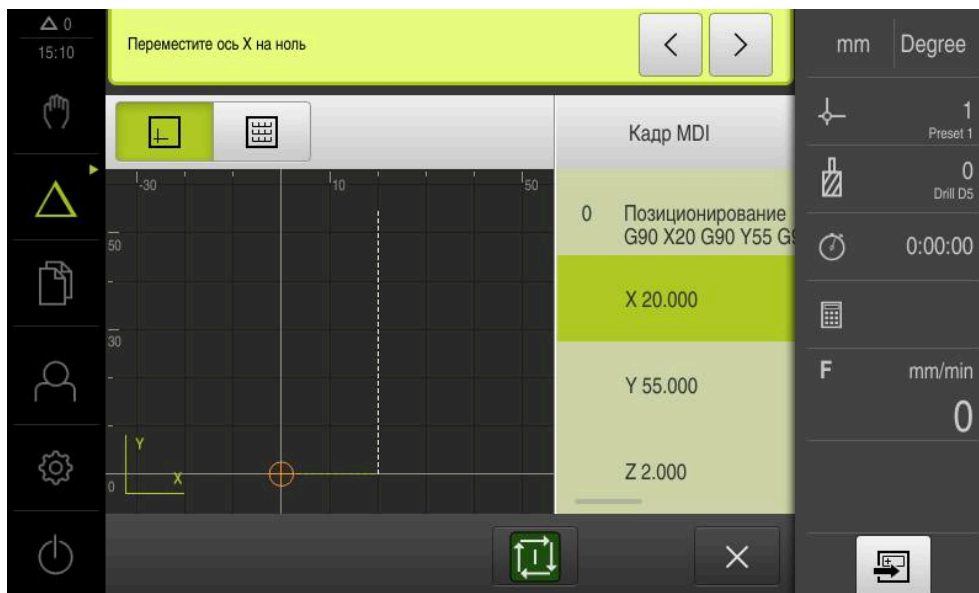 0
15:10
Переместите ось X на ноль
mm
Degree
1
Preset 1
0
Drill D5
0:00:00
F
mm/min
0
Кадр MDI
0 Позиционирование
G90 X20 G90 Y55
X 20.000
Y 55.000
Z 2.000
-30
10
50
50
30
0
Y
X